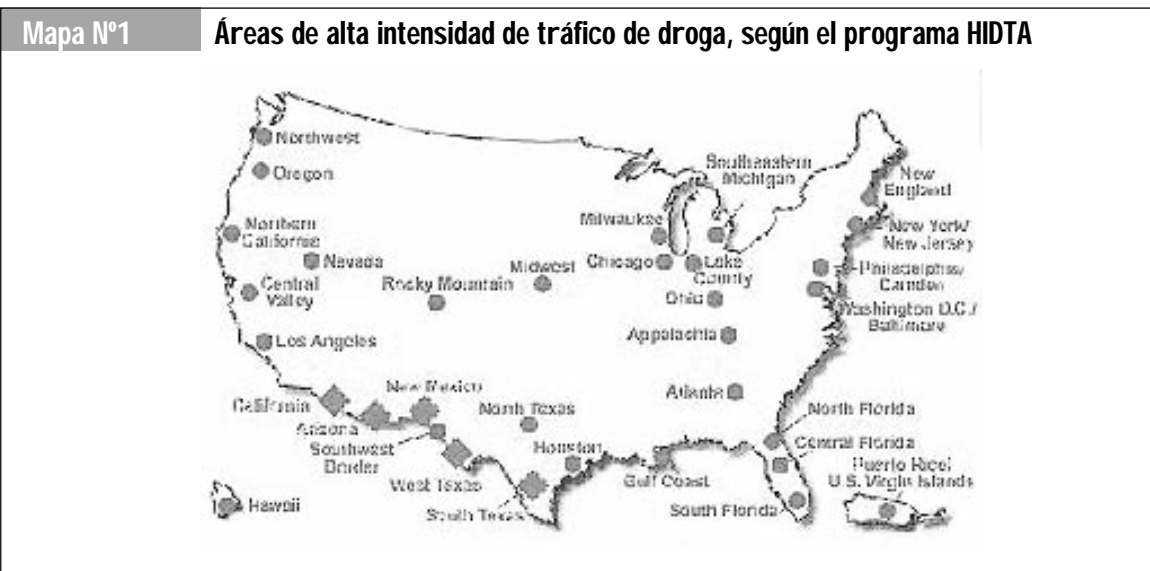 Mapa Nº1
Áreas de alta intensidad de tráfico de droga, según el programa HIDTA
Northwest
Oregon
Northern
California
Nevada
Central
Valley
Los Angeles
Rocky Mountain
Midwest
Milwaukee
Chicago
Southeastern
Michigan
Lake
County
Ohio
Appalachia
Atlanta
New
England
New York/
New Jersey
Philadelphia/
Camden
Washington D.C./
Baltimore
California
Arizona
New Mexico
Southwest
Border
West Texas
North Texas
Houston
South Texas
Gulf Coast
North Florida
Central Florida
South Florida
Puerto Rico/
U.S. Virgin Islands
Hawaii